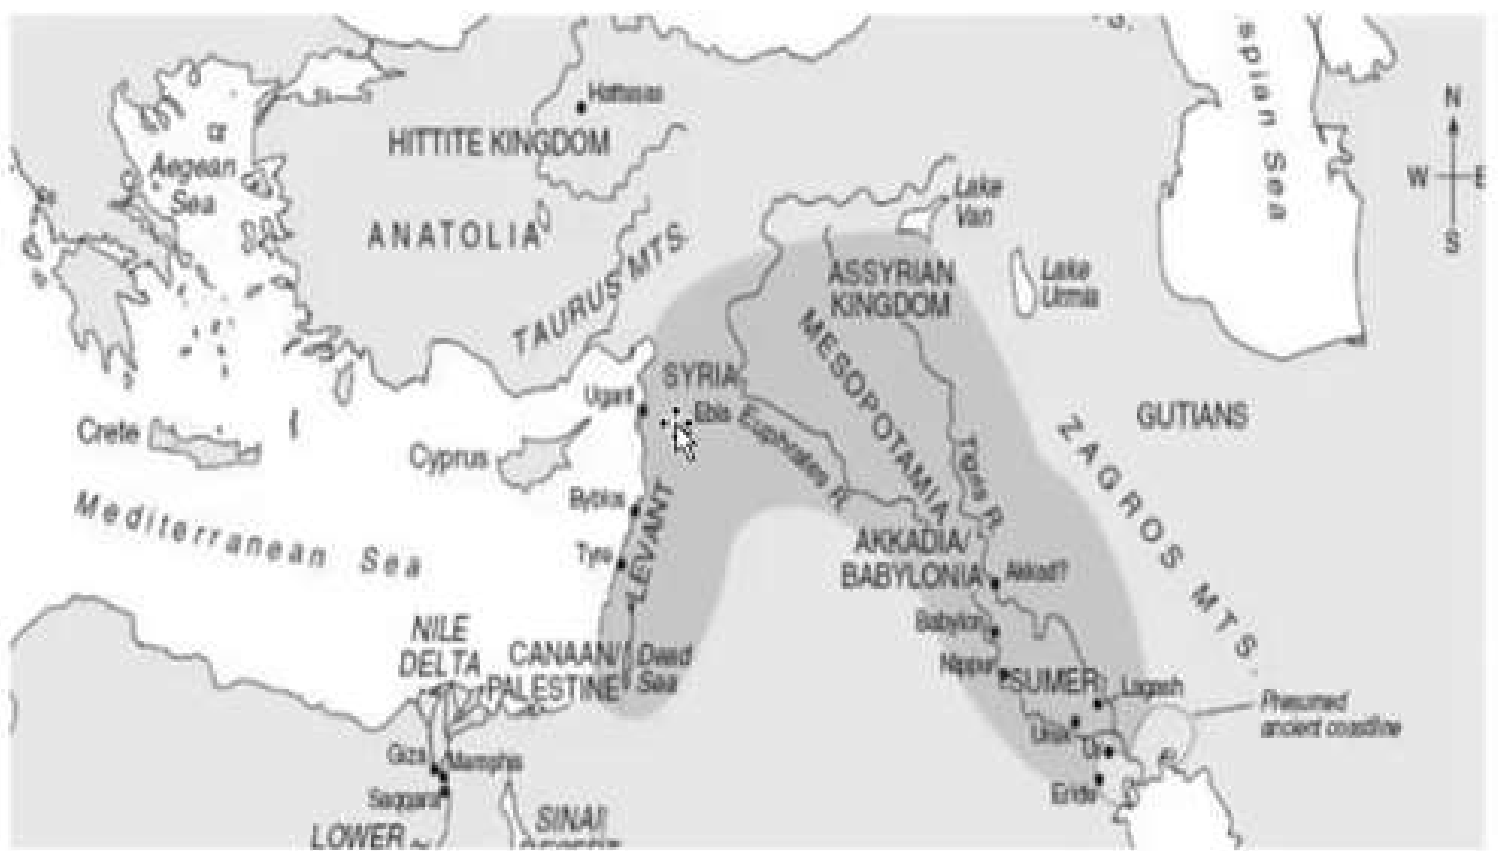 spian Sea
N
W E
S
Hattusas
HITTITE KINGDOM
Aegean
Sea
ANATOLIA
TAURUS MTS.
Lake
Van
ASSYRIAN
KINGDOM
Lake
Urmia
MESOPOTAMIA
SYRIA
Ugarit
Ebla
Euphrates R.
Tigris R.
ZAGROS MTS.
GUTIANS
Crete
Cyprus
Byblos
LEVANT
Tyre
Mediterranean Sea
AKKADIA/
BABYLONIA
Akkad?
Babylon
Nippur
SUMER
Lagash
Uruk
Ur
Eridu
Presumed
ancient coastline
NILE
DELTA
CANAAN/
PALESTINE
Dead
Sea
Giza
Memphis
Saqqara
LOWER
SINAI
DESERT